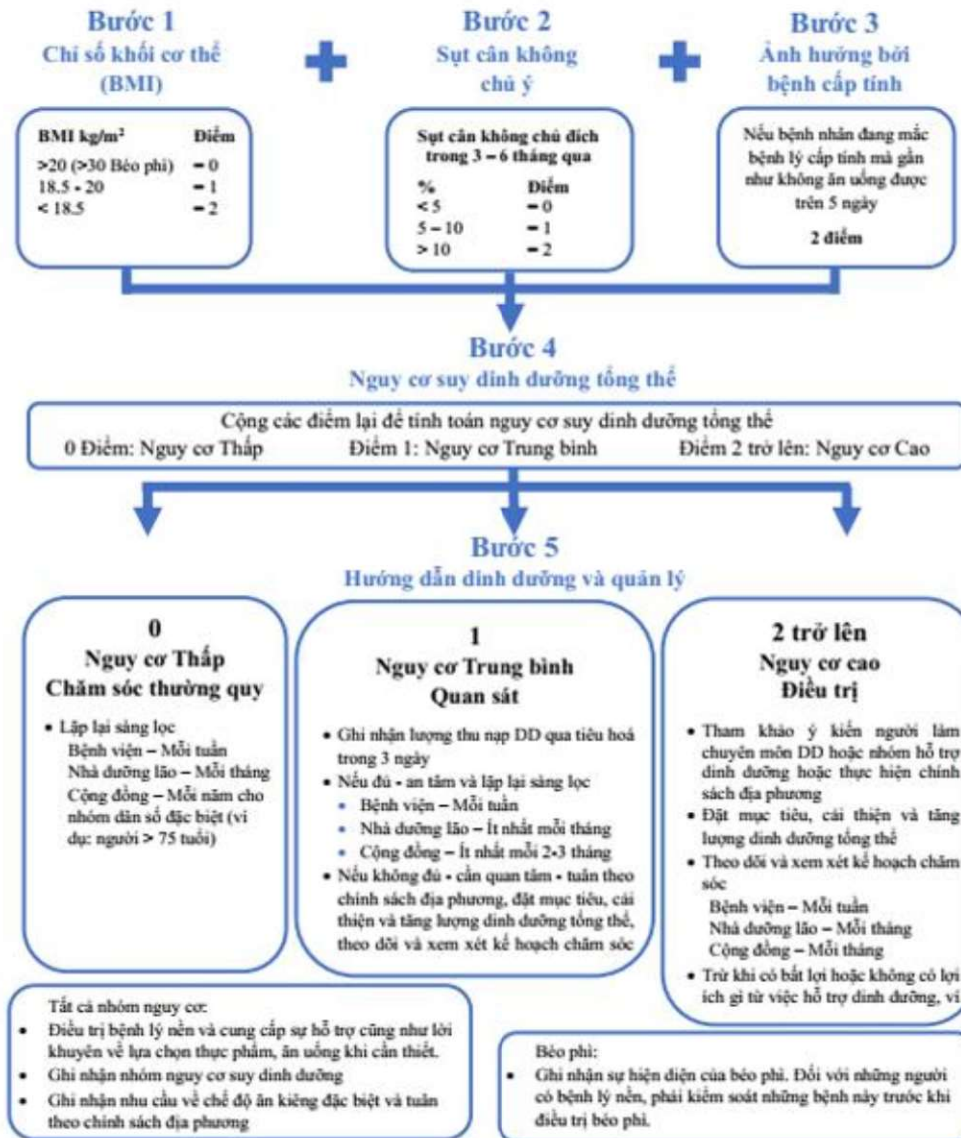 Bước 1
Chỉ số khối cơ thể
(BMI)
Bước 2
Sụt cân không
chủ ý
Bước 3
Ảnh hưởng bởi
bệnh cấp tính
BMI kg/m² Điểm
>20 (>30 Béo phì) = 0
18.5 - 20 = 1
< 18.5 = 2
Sụt cân không chủ đích
trong 3 – 6 tháng qua
% Điểm
< 5 = 0
5 – 10 = 1
> 10 = 2
Nếu bệnh nhân đang mắc
bệnh lý cấp tính mà gần
như không ăn uống được
trên 5 ngày
2 điểm
Bước 4
Nguy cơ suy dinh dưỡng tổng thể
Cộng các điểm lại để tính toán nguy cơ suy dinh dưỡng tổng thể
0 Điểm: Nguy cơ Thấp Điểm 1: Nguy cơ Trung bình Điểm 2 trở lên: Nguy cơ Cao
Bước 5
Hướng dẫn dinh dưỡng và quản lý
0
Nguy cơ Thấp
Chăm sóc thường quy
• Lặp lại sàng lọc
Bệnh viện – Mỗi tuần
Nhà dưỡng lão – Mỗi tháng
Cộng đồng – Mỗi năm cho
nhóm dân số đặc biệt (ví
dụ: người > 75 tuổi)
1
Nguy cơ Trung bình
Quan sát
• Ghi nhận lượng thu nạp DD qua tiêu hoá
trong 3 ngày
• Nếu đủ - an tâm và lặp lại sàng lọc
• Bệnh viện – Mỗi tuần
• Nhà dưỡng lão – Ít nhất mỗi tháng
• Cộng đồng – Ít nhất mỗi 2-3 tháng
• Nếu không đủ - cần quan tâm - tuân theo
chính sách địa phương, đặt mục tiêu, cải
thiện và tăng lượng dinh dưỡng tổng thể,
theo dõi và xem xét kế hoạch chăm sóc
2 trở lên
Nguy cơ cao
Điều trị
• Tham khảo ý kiến người làm
chuyên môn DD hoặc nhóm hỗ trợ
dinh dưỡng hoặc thực hiện chính
sách địa phương
• Đặt mục tiêu, cải thiện và tăng
lượng dinh dưỡng tổng thể
• Theo dõi và xem xét kế hoạch chăm
sóc
Bệnh viện – Mỗi tuần
Nhà dưỡng lão – Mỗi tháng
Cộng đồng – Mỗi tháng
• Trừ khi có bất lợi hoặc không có lợi
ích gì từ việc hỗ trợ dinh dưỡng, ví
Tất cả nhóm nguy cơ:
• Điều trị bệnh lý nền và cung cấp sự hỗ trợ cũng như lời
khuyên về lựa chọn thực phẩm, ăn uống khi cần thiết.
• Ghi nhận nhóm nguy cơ suy dinh dưỡng
• Ghi nhận nhu cầu về chế độ ăn kiêng đặc biệt và tuân
theo chính sách địa phương
Béo phì:
• Ghi nhận sự hiện diện của béo phì. Đối với những người
có bệnh lý nền, phải kiểm soát những bệnh này trước khi
điều trị béo phì.